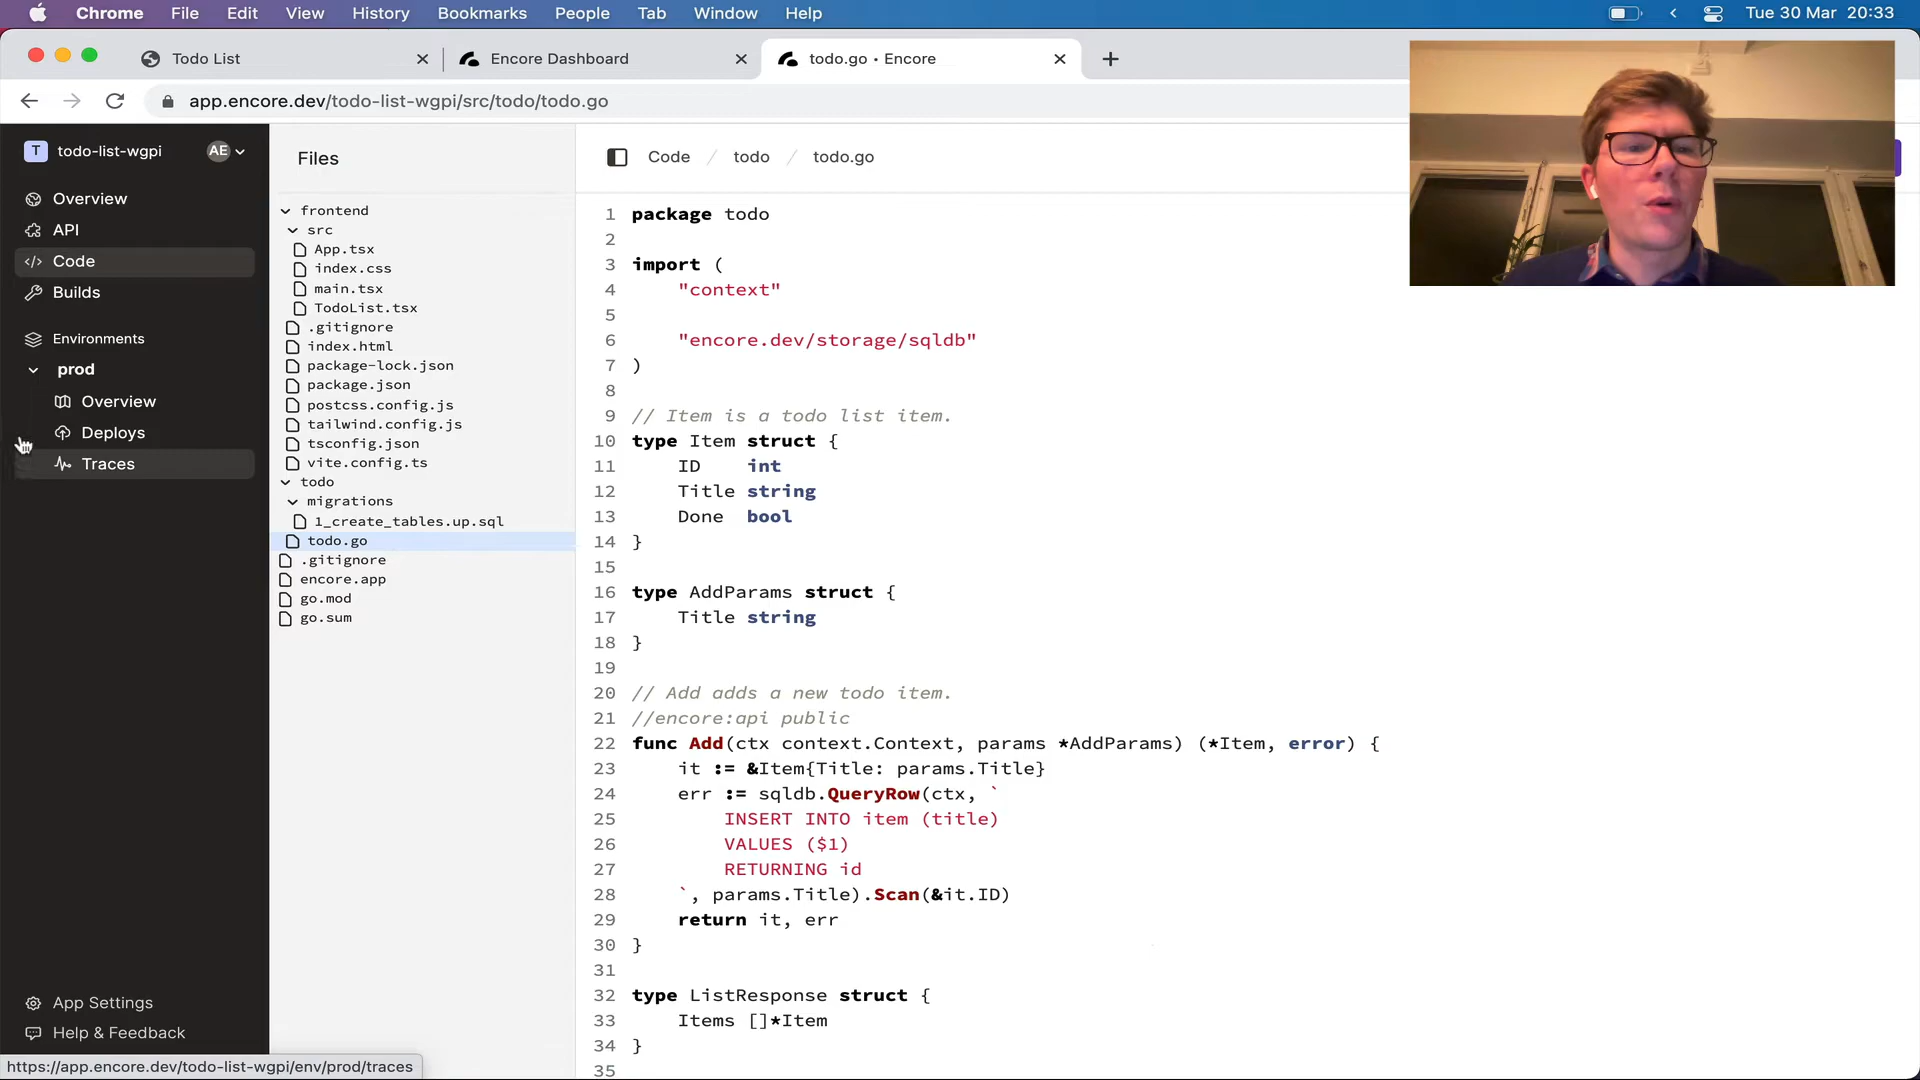 Chrome File Edit View History Bookmarks People Tab Window Help Tue 30 Mar 20:33
Todo List
Encore Dashboard
todo.go • Encore
app.encore.dev/todo-list-wgpi/src/todo/todo.go
T todo-list-wgpi AE
Overview
API
Code
Builds
Environments
prod
Overview
Deploys
Traces
App Settings
Help & Feedback
https://app.encore.dev/todo-list-wgpi/env/prod/traces
Files
frontend
src
App.tsx
index.css
main.tsx
TodoList.tsx
.gitignore
index.html
package-lock.json
package.json
postcss.config.js
tailwind.config.js
tsconfig.json
vite.config.ts
todo
migrations
1_create_tables.up.sql
todo.go
.gitignore
encore.app
go.mod
go.sum
Code / todo / todo.go
1 package todo
2
3 import (
4 "context"
5
6 "encore.dev/storage/sqldb"
7 )
8
9 // Item is a todo list item.
10 type Item struct {
11 ID int
12 Title string
13 Done bool
14 }
15
16 type AddParams struct {
17 Title string
18 }
19
20 // Add adds a new todo item.
21 //encore:api public
22 func Add(ctx context.Context, params *AddParams) (*Item, error) {
23 it := &Item{Title: params.Title}
24 err := sqldb.QueryRow(ctx, `
25 INSERT INTO item (title)
26 VALUES ($1)
27 RETURNING id
28 `, params.Title).Scan(&it.ID)
29 return it, err
30 }
31
32 type ListResponse struct {
33 Items []*Item
34 }
35